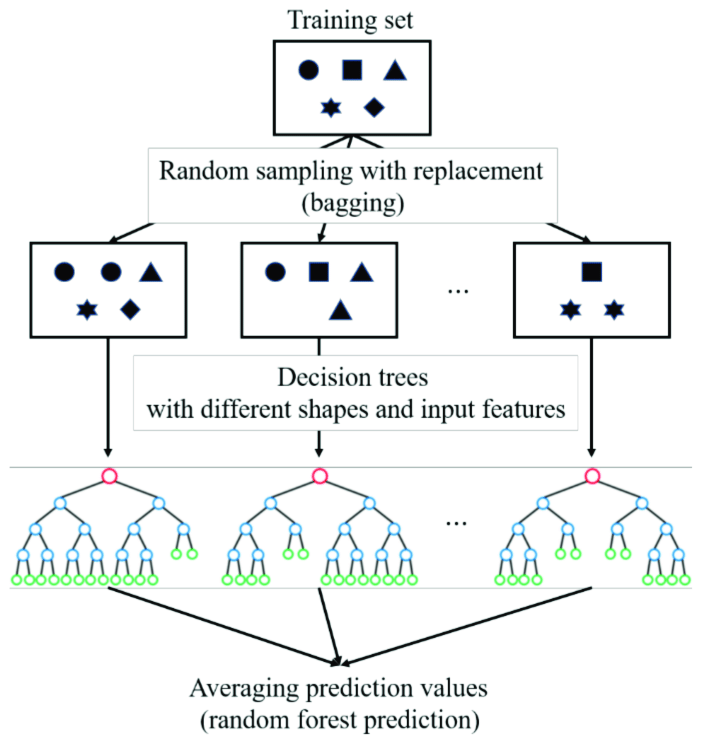 Training set
Random sampling with replacement
(bagging)
...
Decision trees
with different shapes and input features
...
Averaging prediction values
(random forest prediction)